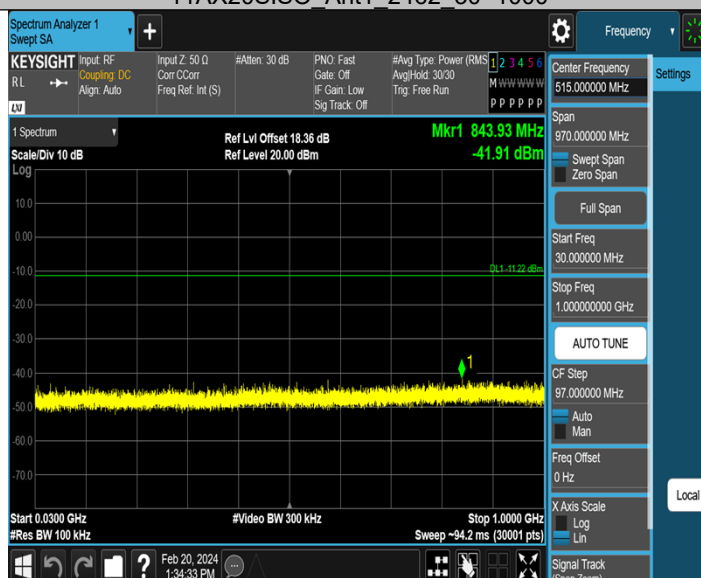 11AX20SISO_Ant1_2462_30~1000
Spectrum Analyzer 1
Swept SA
+
Frequency
KEYSIGHT
RL
LXI
Input: RF
Coupling: DC
Align: Auto
Input Z: 50 Ω
Corr CCorr
Freq Ref: Int (S)
#Atten: 30 dB
PNO: Fast
Gate: Off
IF Gain: Low
Sig Track: Off
#Avg Type: Power (RMS
Avg|Hold: 30/30
Trig: Free Run
1 2 3 4 5 6
M W W W W W
P P P P P P
1 Spectrum
Scale/Div 10 dB
Log
Ref Lvl Offset 18.36 dB
Ref Level 20.00 dBm
Mkr1 843.93 MHz
-41.91 dBm
10.0
0.00
-10.0
DL1 -11.22 dBm
-20.0
-30.0
-40.0
1
-50.0
-60.0
-70.0
Start 0.0300 GHz
#Res BW 100 kHz
#Video BW 300 kHz
Stop 1.0000 GHz
Sweep ~94.2 ms (30001 pts)
?
Feb 20, 2024
1:34:33 PM
Center Frequency
515.000000 MHz
Span
970.000000 MHz
Swept Span
Zero Span
Full Span
Start Freq
30.000000 MHz
Stop Freq
1.000000000 GHz
AUTO TUNE
CF Step
97.000000 MHz
Auto
Man
Freq Offset
0 Hz
X Axis Scale
Log
Lin
Signal Track
(Span Zoom)
Settings
Local